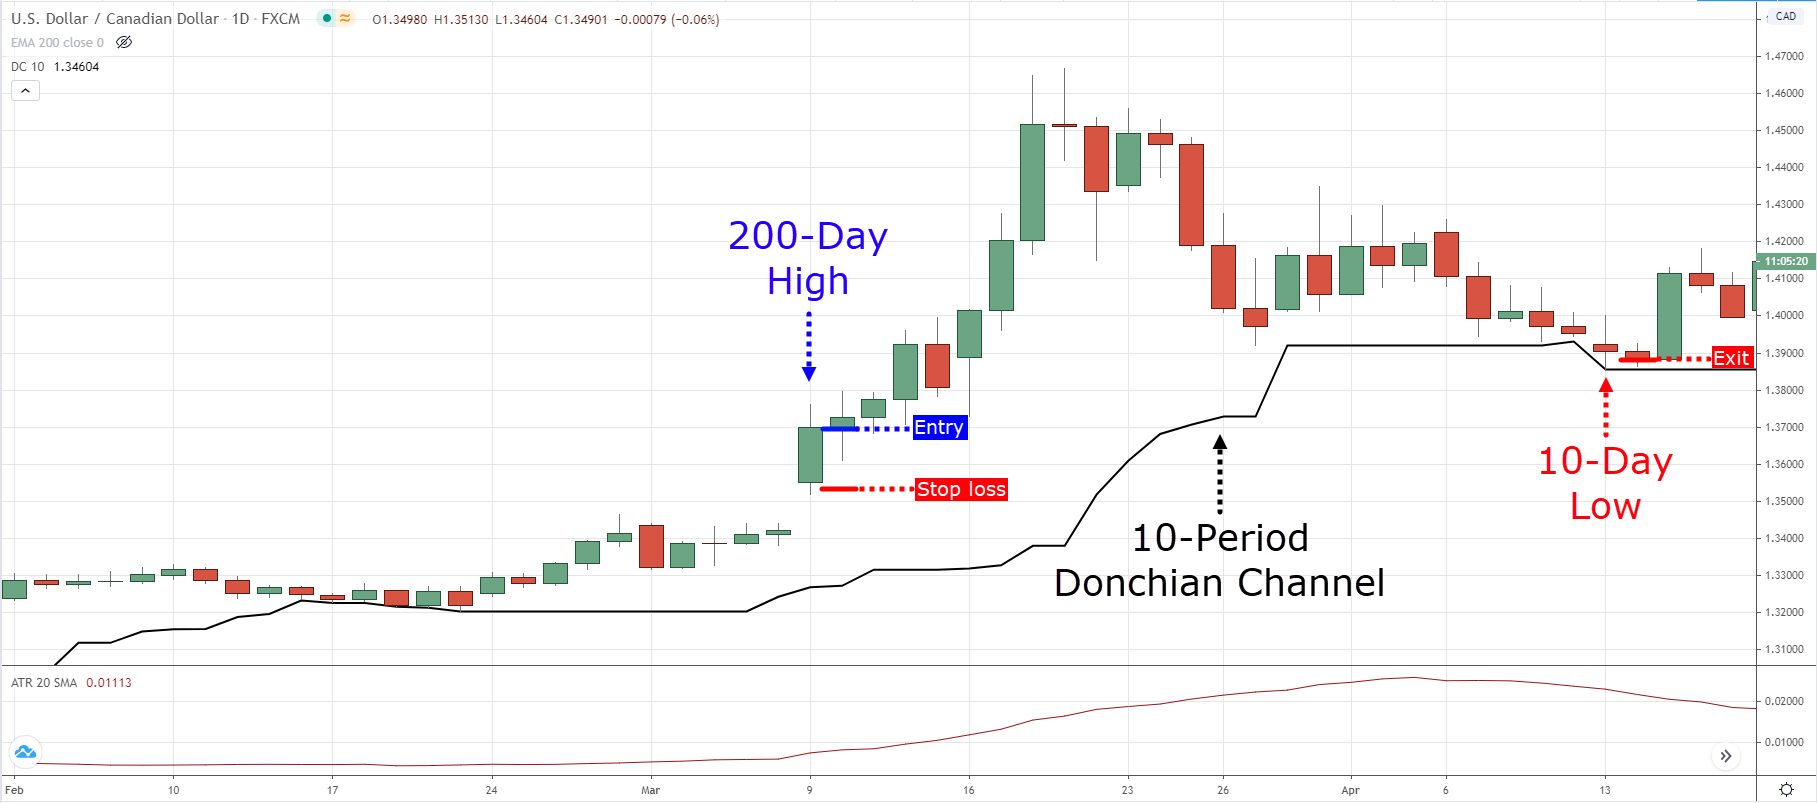 U.S. Dollar / Canadian Dollar · 1D · FXCM O1.34980 H1.35130 L1.34604 C1.34901 −0.00079 (−0.06%)
CAD
EMA 200 close 0
DC 10 1.34604
1.47000
1.46000
1.45000
1.44000
1.43000
1.42000
11:05:20
1.41000
1.40000
1.39000
1.38000
1.37000
1.36000
1.35000
1.34000
1.33000
1.32000
1.31000
200-Day
High
Entry
Stop loss
Exit
10-Day
Low
10-Period
Donchian Channel
ATR 20 SMA 0.01113
0.02000
0.01000
Feb 10 17 24 Mar 9 16 23 26 Apr 6 13